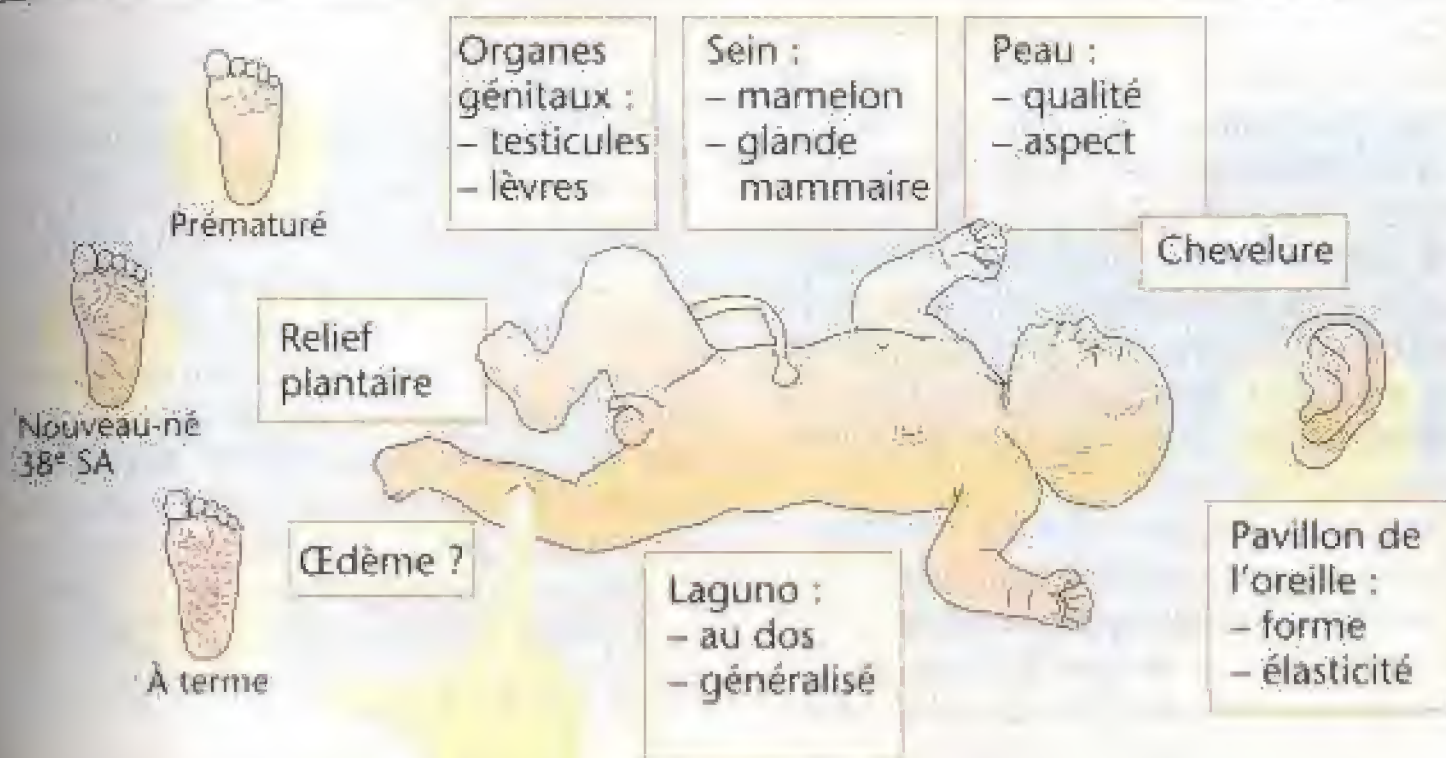 Organes
génitaux :
– testicules
– lèvres
Sein :
– mamelon
– glande
mammaire
Peau :
– qualité
– aspect
Prématuré
Chevelure
Relief
plantaire
Nouveau-né
38e SA
Œdème ?
Laguno :
– au dos
– généralisé
Pavillon de
l'oreille :
– forme
– élasticité
À terme